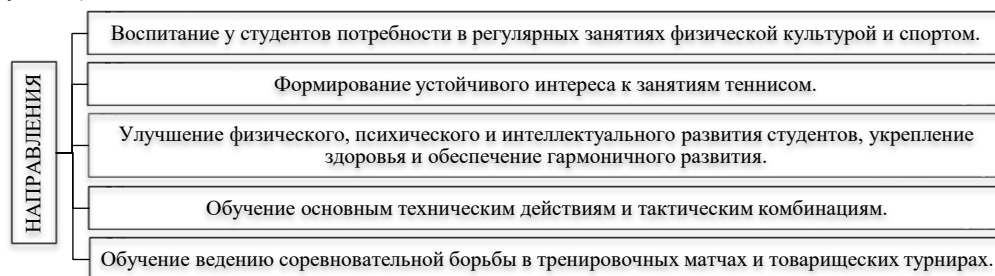 НАПРАВЛЕНИЯ
Воспитание у студентов потребности в регулярных занятиях физической культурой и спортом.
Формирование устойчивого интереса к занятиям теннисом.
Улучшение физического, психического и интеллектуального развития студентов, укрепление
здоровья и обеспечение гармоничного развития.
Обучение основным техническим действиям и тактическим комбинациям.
Обучение ведению соревновательной борьбы в тренировочных матчах и товарищеских турнирах.